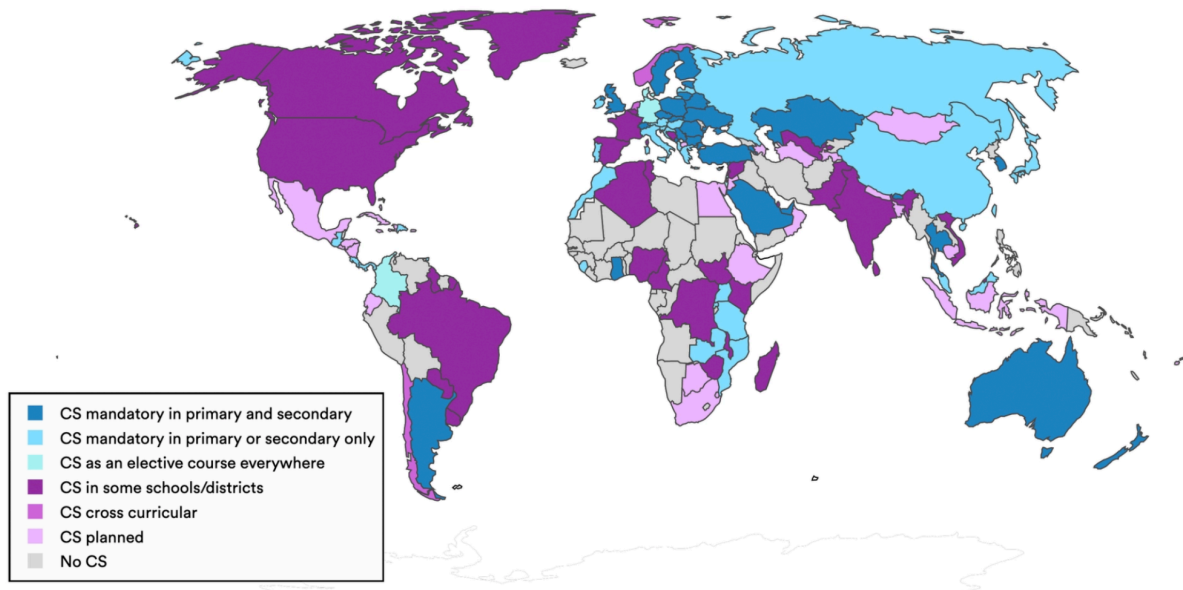 CS mandatory in primary and secondary
CS mandatory in primary or secondary only
CS as an elective course everywhere
CS in some schools/districts
CS cross curricular
CS planned
No CS